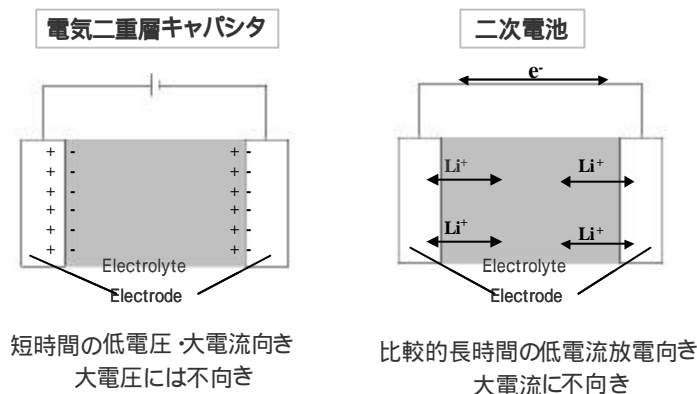 電気二重層キャパシタ
+ - + -
+ - + -
+ - + -
+ - + -
+ - + -
+ - + -
Electrolyte
Electrode
短時間の低電圧・大電流向き
大電圧には不向き
二次電池
e-
Li+ Li+
Li+ Li+
Electrolyte
Electrode
比較的長時間の低電流放電向き
大電流に不向き